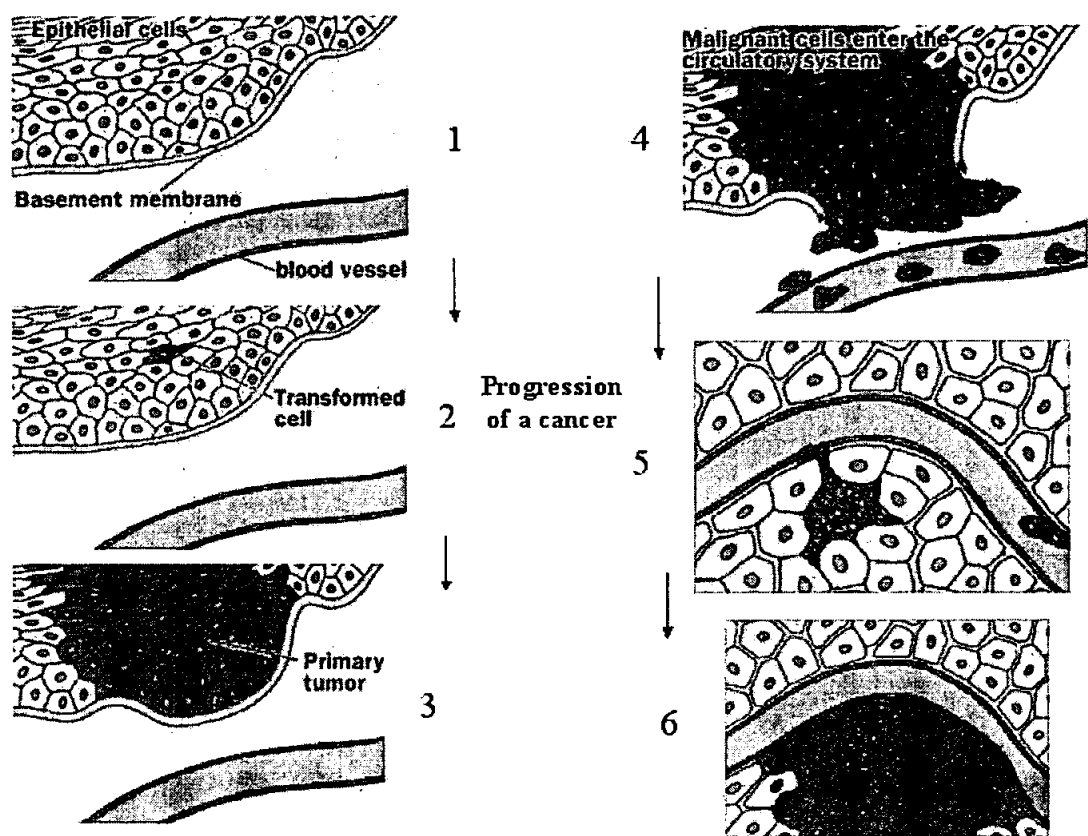 Epithelial cells
1
Basement membrane
blood vessel
Transformed
cell
2
Primary
tumor
3
Progression
of a cancer
Malignant cells enter the
circulatory system
4
5
6